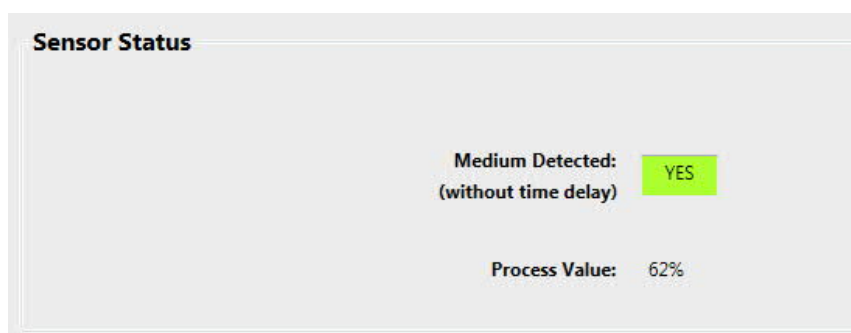 Sensor Status
Medium Detected:
(without time delay)
YES
Process Value: 62%